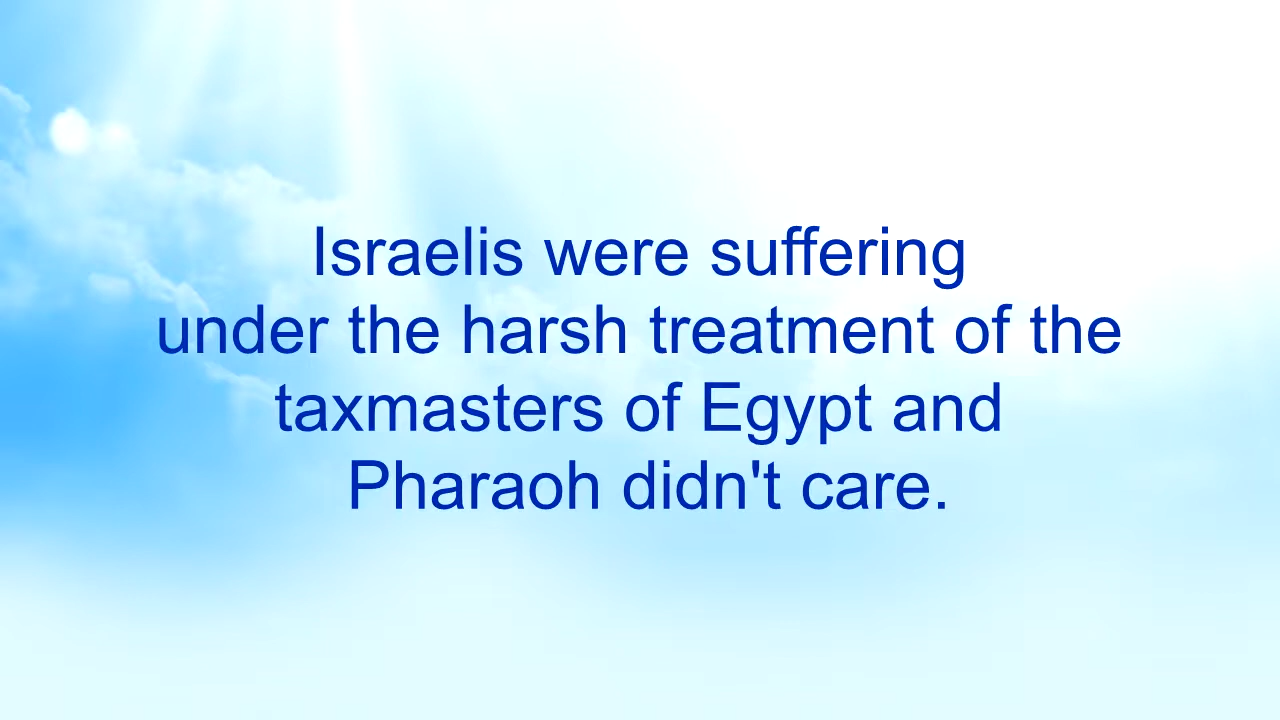 Israelis were suffering
under the harsh treatment of the
taxmasters of Egypt and
Pharaoh didn't care.